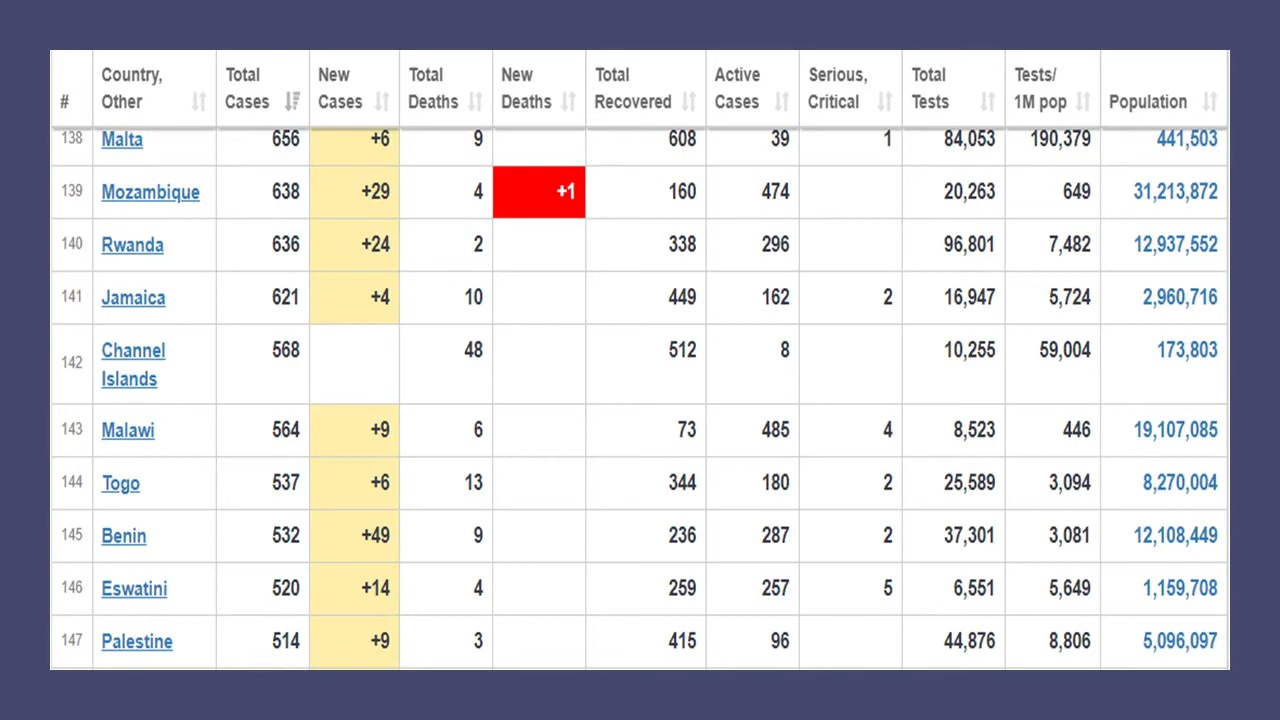 # Country, Other Total Cases New Cases Total Deaths New Deaths Total Recovered Active Cases Serious, Critical Total Tests Tests/ 1M pop Population
138 Malta 656 +6 9 608 39 1 84,053 190,379 441,503
139 Mozambique 638 +29 4 +1 160 474 20,263 649 31,213,872
140 Rwanda 636 +24 2 338 296 96,801 7,482 12,937,552
141 Jamaica 621 +4 10 449 162 2 16,947 5,724 2,960,716
142 Channel Islands 568 48 512 8 10,255 59,004 173,803
143 Malawi 564 +9 6 73 485 4 8,523 446 19,107,085
144 Togo 537 +6 13 344 180 2 25,589 3,094 8,270,004
145 Benin 532 +49 9 236 287 2 37,301 3,081 12,108,449
146 Eswatini 520 +14 4 259 257 5 6,551 5,649 1,159,708
147 Palestine 514 +9 3 415 96 44,876 8,806 5,096,097